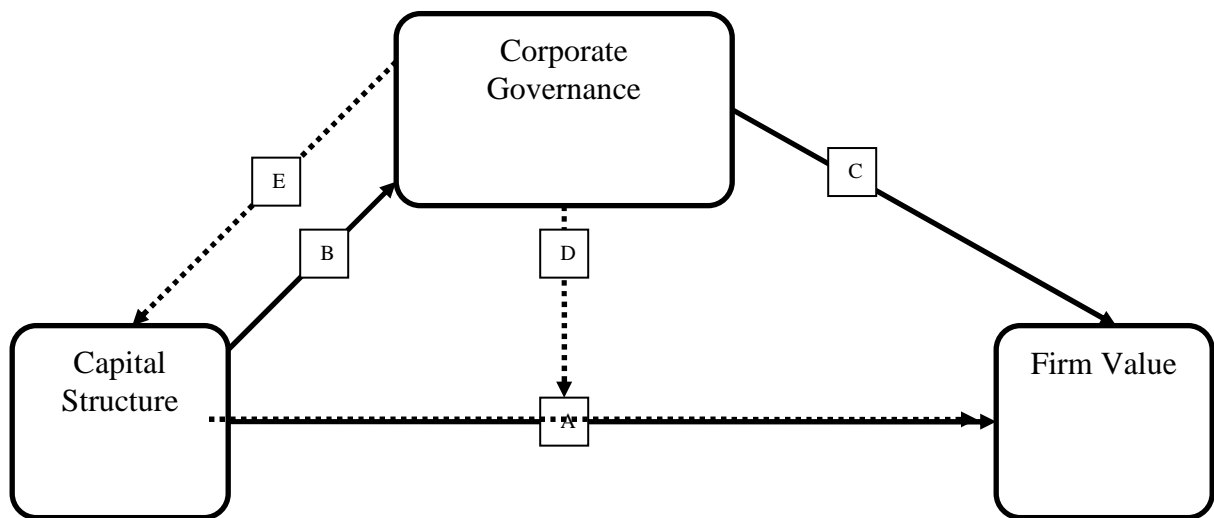 Corporate
Governance
E
C
B
D
Capital
Structure
Firm Value
A